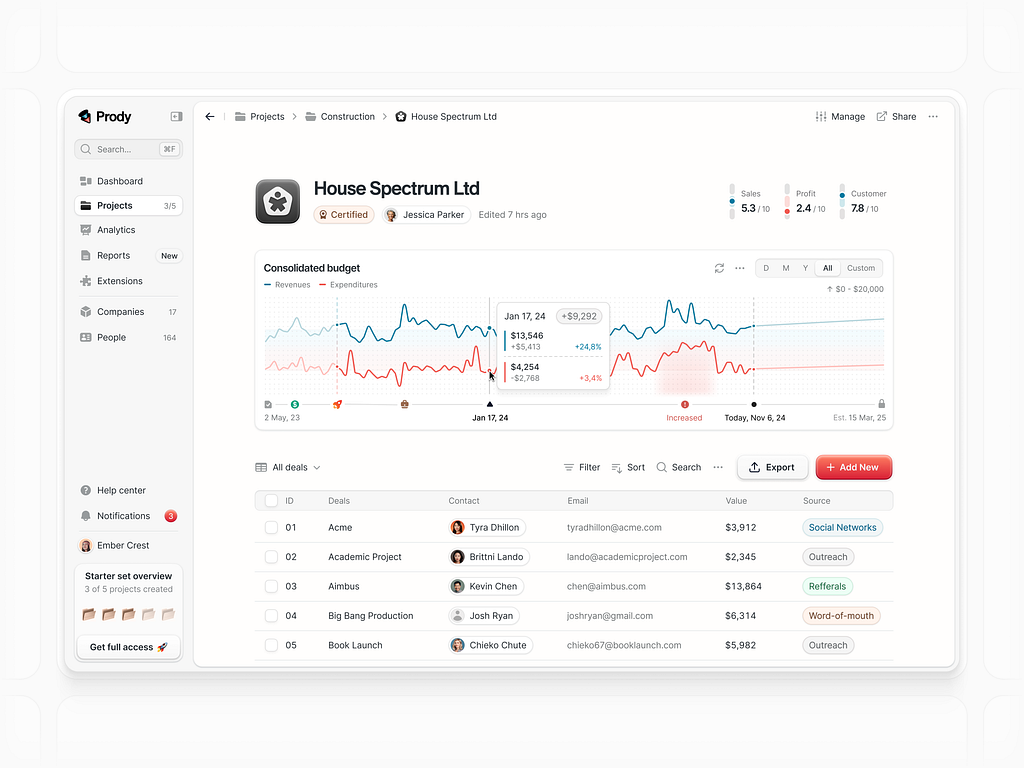 Prody
Search...
⌘F
Dashboard
Projects 3/5
Analytics
Reports New
Extensions
Companies 17
People 164
Help center
Notifications 3
Ember Crest
Starter set overview
3 of 5 projects created
Get full access 🚀
Projects > Construction > House Spectrum Ltd
Manage Share
House Spectrum Ltd
Certified Jessica Parker Edited 7 hrs ago
Sales
5.3 / 10
Profit
2.4 / 10
Customer
7.8 / 10
Consolidated budget
D M Y All Custom
Revenues Expenditures
↑ $0 - $20,000
Jan 17, 24 +$9,292
$13,546
+$5,413 +24,8%
$4,254
-$2,768 +3,4%
2 May, 23
Jan 17, 24
Increased
Today, Nov 6, 24
Est. 15 Mar, 25
All deals
Filter Sort Search
Export
+ Add New
ID Deals Contact Email Value Source
01 Acme Tyra Dhillon tyradhillon@acme.com $3,912 Social Networks
02 Academic Project Brittni Lando lando@academicproject.com $2,345 Outreach
03 Aimbus Kevin Chen chen@aimbus.com $13,864 Refferals
04 Big Bang Production Josh Ryan joshryan@gmail.com $6,314 Word-of-mouth
05 Book Launch Chieko Chute chieko67@booklaunch.com $5,982 Outreach